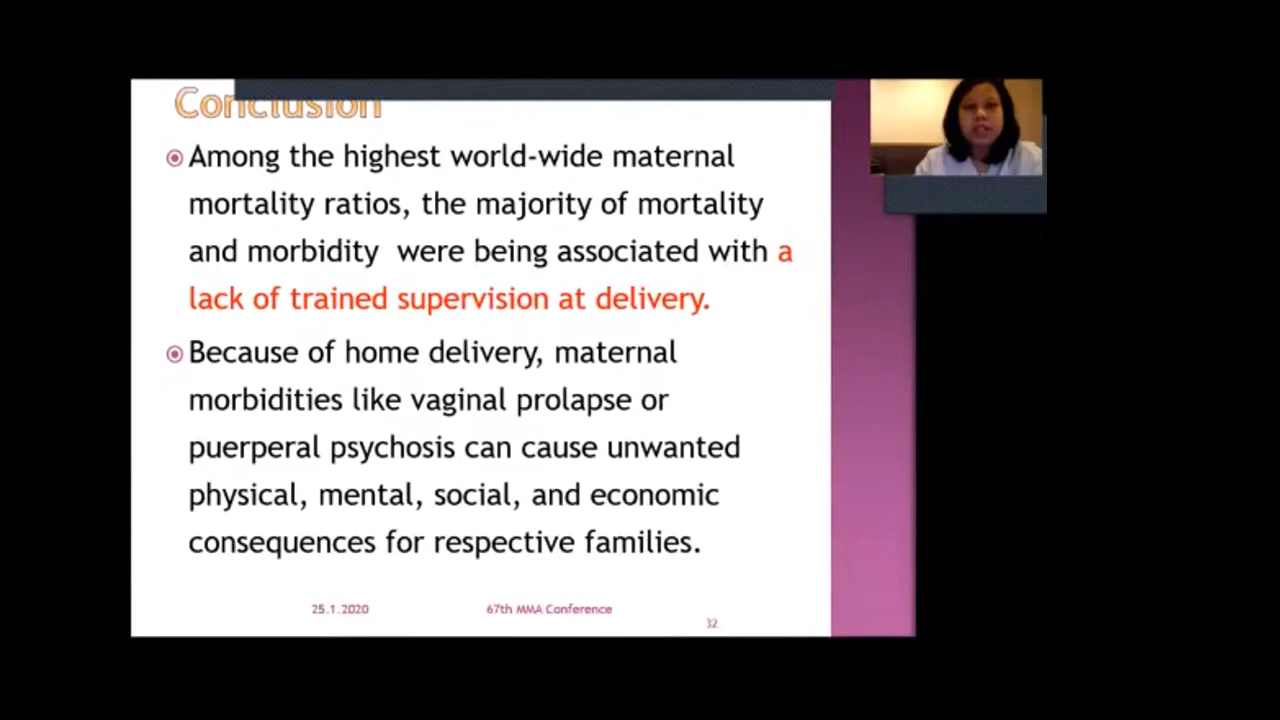 Conclusion
Among the highest world-wide maternal
mortality ratios, the majority of mortality
and morbidity were being associated with a
lack of trained supervision at delivery.
Because of home delivery, maternal
morbidities like vaginal prolapse or
puerperal psychosis can cause unwanted
physical, mental, social, and economic
consequences for respective families.
25.1.2020 67th MMA Conference
32